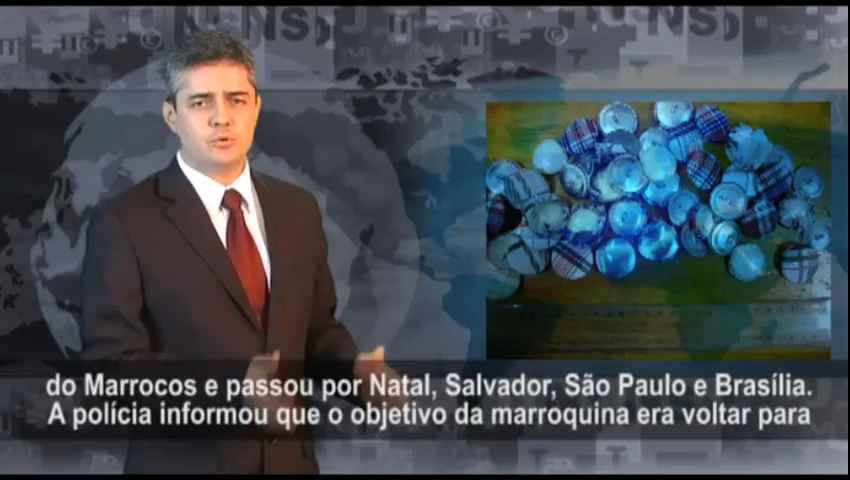 do Marrocos e passou por Natal, Salvador, São Paulo e Brasília.
A polícia informou que o objetivo da marroquina era voltar para